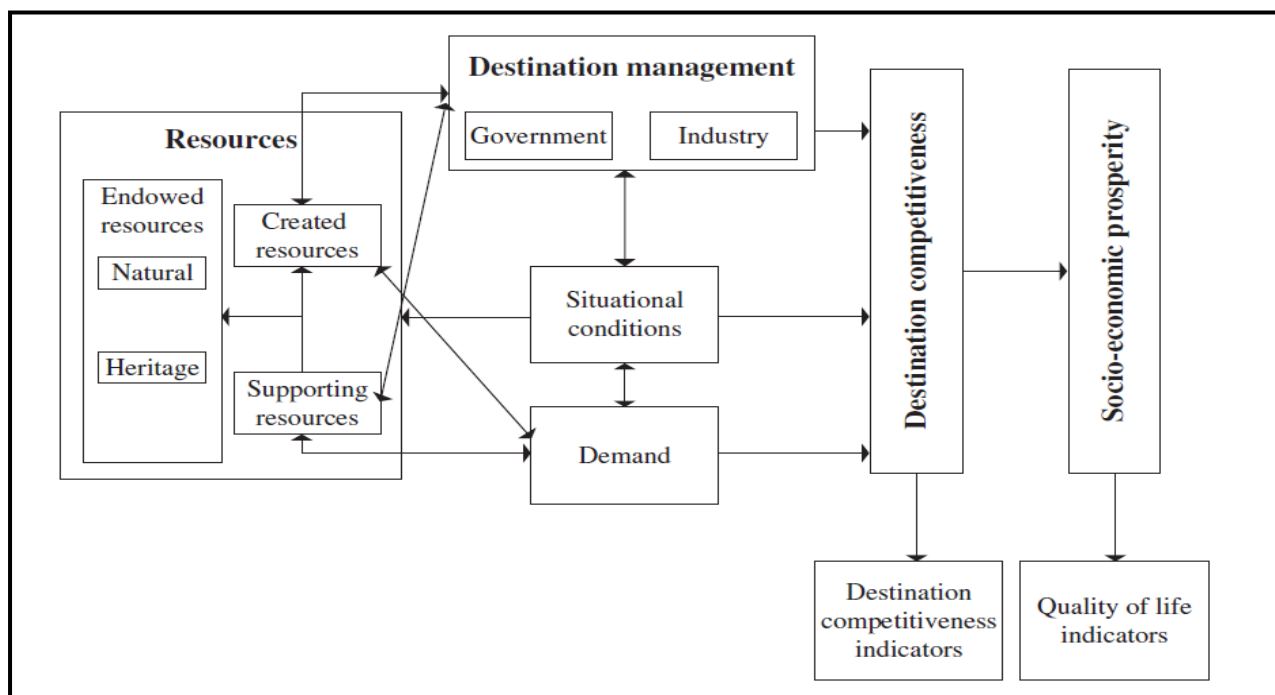 Destination management
Government
Industry
Resources
Endowed
resources
Natural
Heritage
Created
resources
Supporting
resources
Situational
conditions
Demand
Destination competitiveness
Socio-economic prosperity
Destination
competitiveness
indicators
Quality of life
indicators